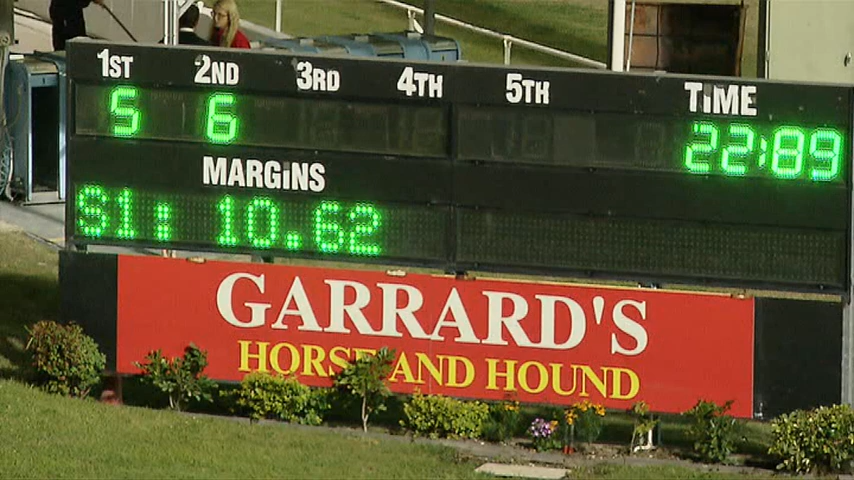 1ST 2ND 3RD 4TH 5TH TIME
5 6 22:89
MARGINS
S1: 10.62
GARRARD'S
HORSE AND HOUND